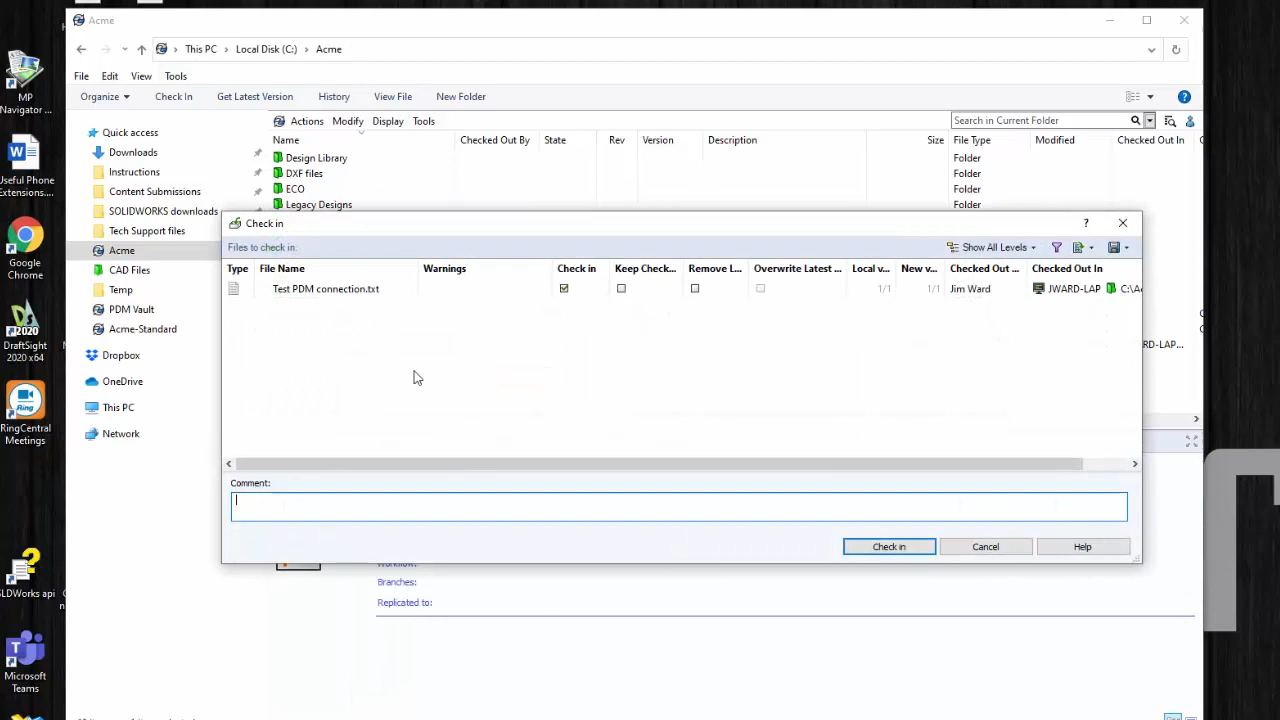 Acme
This PC > Local Disk (C:) > Acme
File Edit View Tools
Organize Check In Get Latest Version History View File New Folder
Actions Modify Display Tools Search in Current Folder
Name Checked Out By State Rev Version Description Size File Type Modified Checked Out In
Design Library Folder
DXF files Folder
ECO Folder
Legacy Designs Folder
Quick access
Downloads
Instructions
Content Submissions
SOLIDWORKS downloads
Tech Support files
Acme
CAD Files
Temp
PDM Vault
Acme-Standard
Dropbox
OneDrive
This PC
Network
Check in
Files to check in: Show All Levels
Type File Name Warnings Check in Keep Check... Remove L... Overwrite Latest ... Local v... New v... Checked Out ... Checked Out In
Test PDM connection.txt 1/1 1/1 Jim Ward JWARD-LAP C:\A
RD-LAP...
Comment:
Check in Cancel Help
Workflow:
Branches:
Replicated to:
MP
Navigator ...
Useful Phone
Extensions....
Google
Chrome
2020
DraftSight
2020 x64
Ring
RingCentral
Meetings
SLDWorks api
Microsoft
Teams